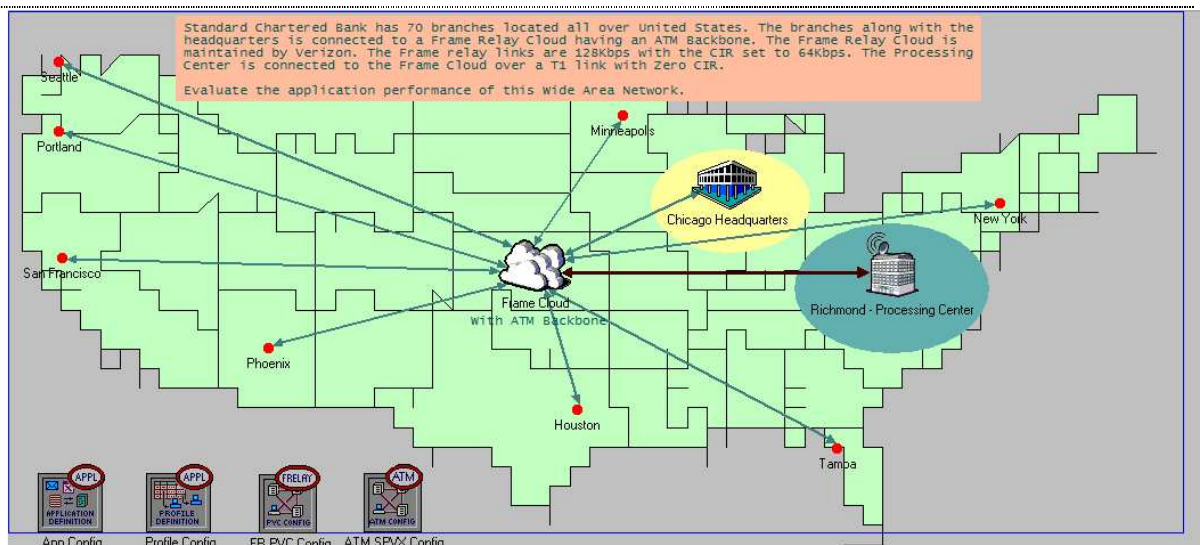 Standard Chartered Bank has 70 branches located all over United States. The branches along with the
headquarters is connected to a Frame Relay Cloud having an ATM Backbone. The Frame Relay Cloud is
maintained by Verizon. The Frame relay links are 128Kbps with the CIR set to 64Kbps. The Processing
Center is connected to the Frame Cloud over a T1 link with Zero CIR.
Evaluate the application performance of this Wide Area Network.
Seattle
Minneapolis
Portland
Chicago Headquarters
New York
San Francisco
Frame Cloud
With ATM Backbone
Richmond - Processing Center
Phoenix
Houston
Tampa
APPL
APPLICATION
DEFINITION
App Config
APPL
PROFILE
DEFINITION
Profile Config
FRELAY
PVC CONFIG
FR PVC Config
ATM
ATM CONFIG
ATM SPVX Config